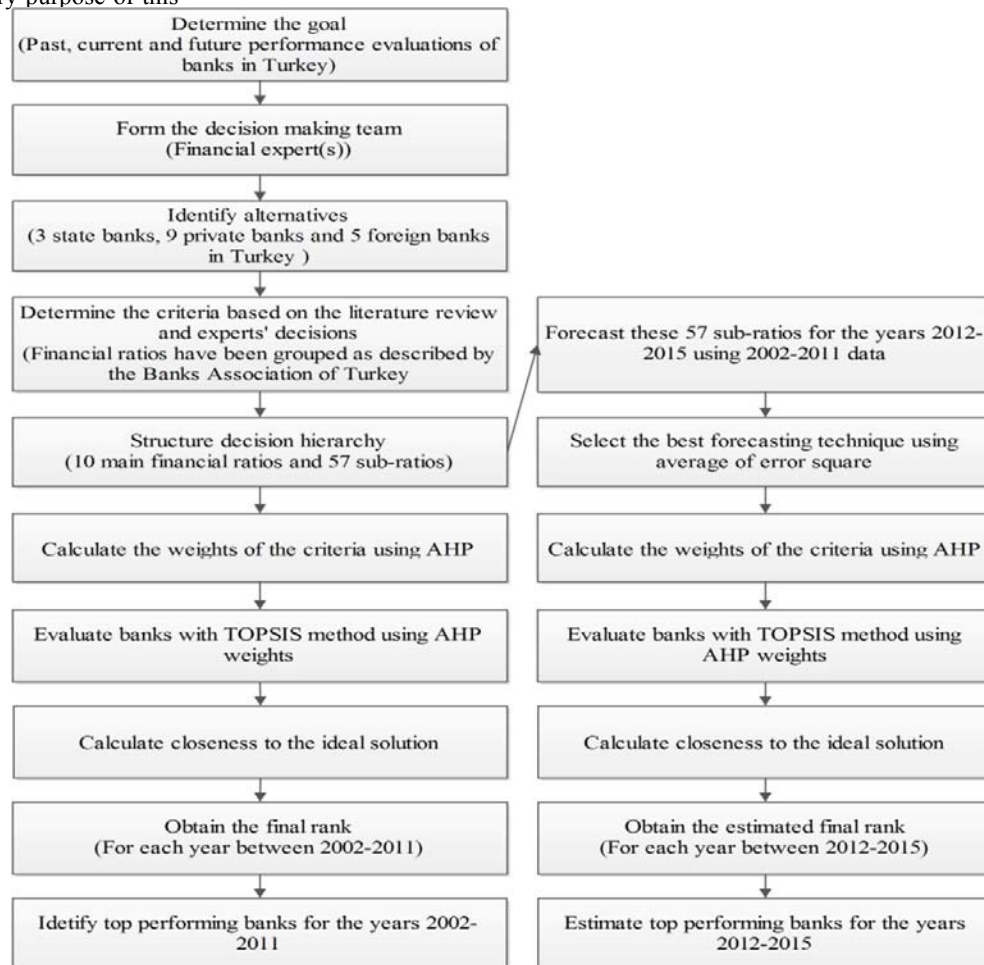 ry purpose of this
Determine the goal
(Past, current and future performance evaluations of
banks in Turkey)
Form the decision making team
(Financial expert(s))
Identify alternatives
(3 state banks, 9 private banks and 5 foreign banks
in Turkey )
Determine the criteria based on the literature review
and experts' decisions
(Financial ratios have been grouped as described by
the Banks Association of Turkey
Structure decision hierarchy
(10 main financial ratios and 57 sub-ratios)
Calculate the weights of the criteria using AHP
Evaluate banks with TOPSIS method using AHP
weights
Calculate closeness to the ideal solution
Obtain the final rank
(For each year between 2002-2011)
Idetify top performing banks for the years 2002-
2011
Forecast these 57 sub-ratios for the years 2012-
2015 using 2002-2011 data
Select the best forecasting technique using
average of error square
Calculate the weights of the criteria using AHP
Evaluate banks with TOPSIS method using
AHP weights
Calculate closeness to the ideal solution
Obtain the estimated final rank
(For each year between 2012-2015)
Estimate top performing banks for the years
2012-2015